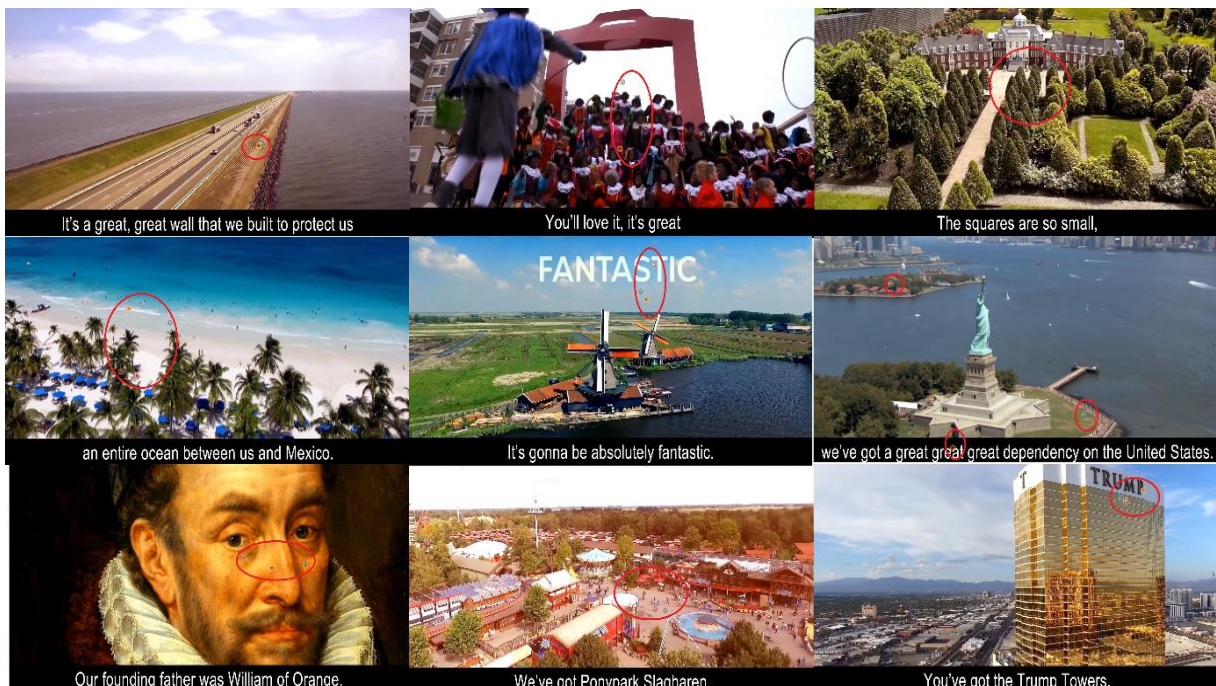 It's a great, great wall that we built to protect us
You'll love it, it's great
The squares are so small,
FANTASTIC
an entire ocean between us and Mexico.
It's gonna be absolutely fantastic.
we've got a great great great dependency on the United States.
T
TRUMP
Our founding father was William of Orange.
We've got Ponypark Slagharen
You've got the Trump Towers.